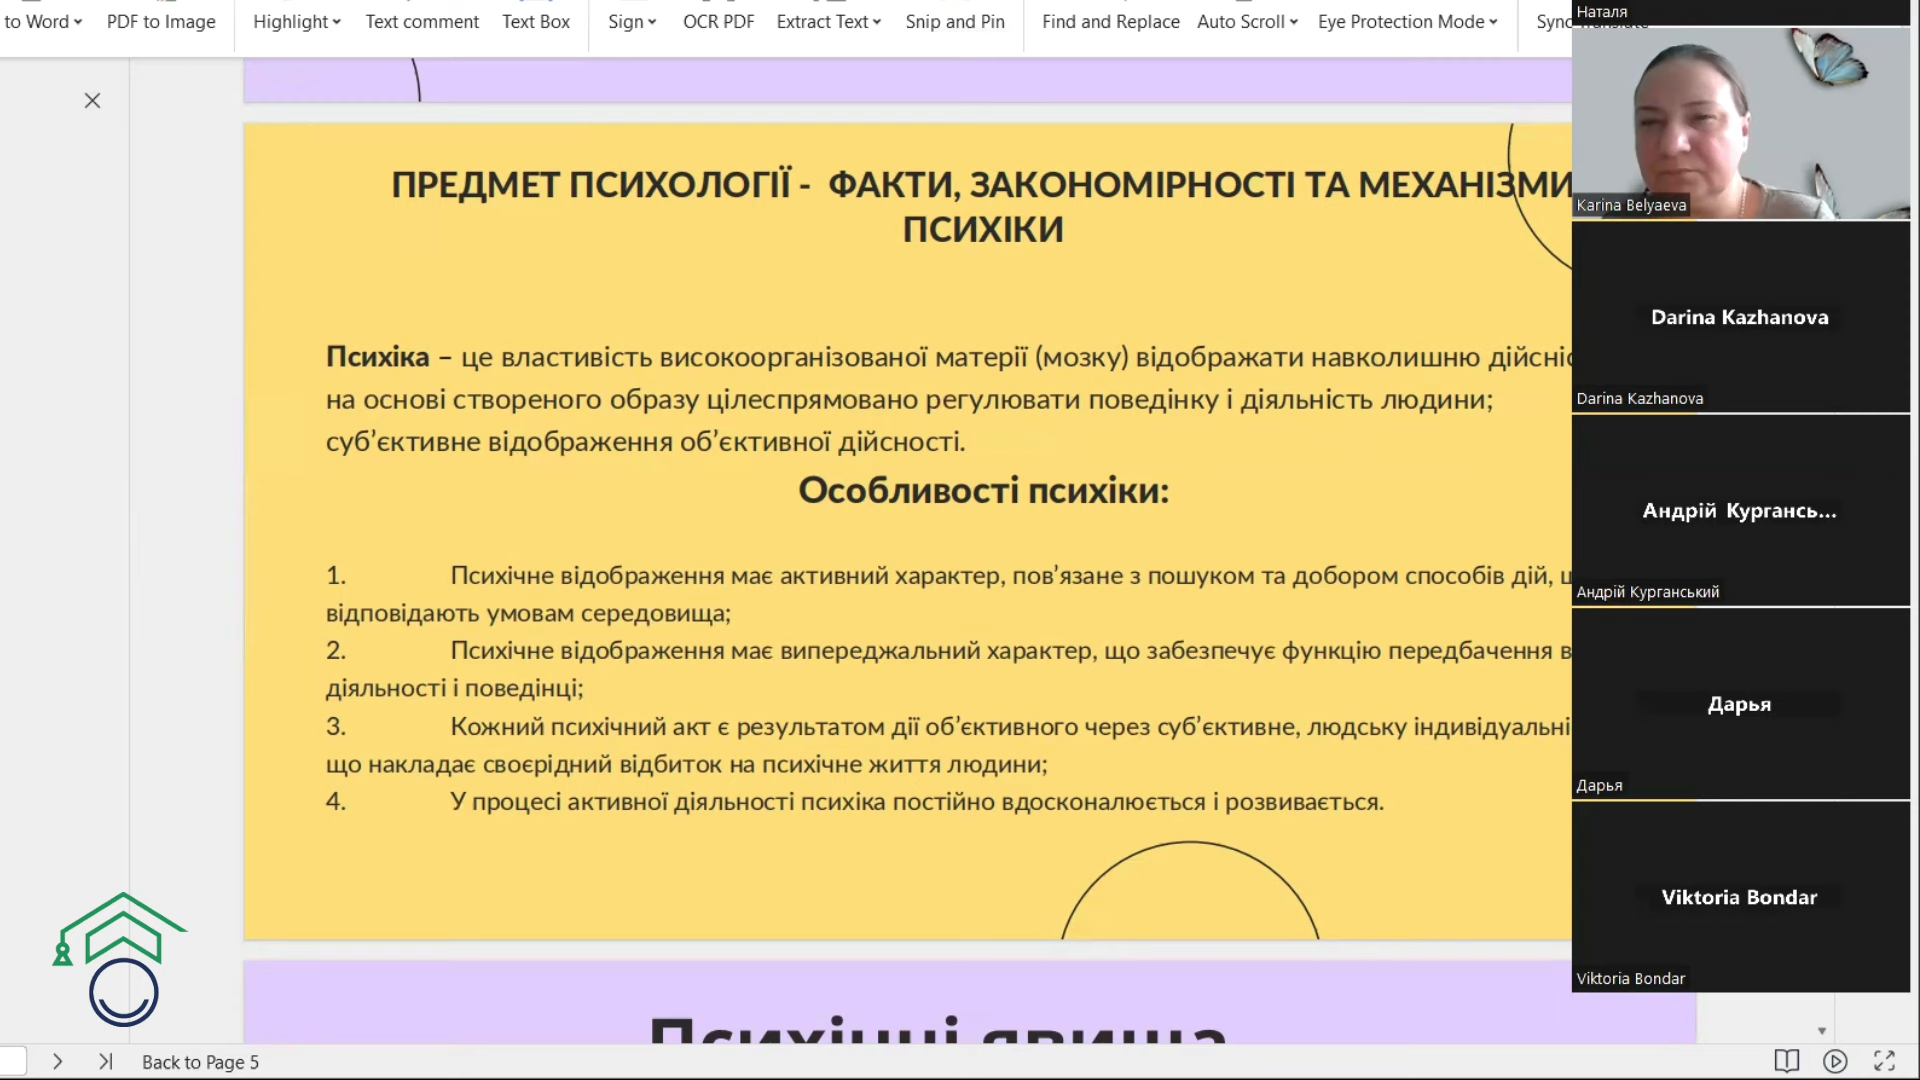 to Word
PDF to Image
Highlight
Text comment
Text Box
Sign
OCR PDF
Extract Text
Snip and Pin
Find and Replace
Auto Scroll
Eye Protection Mode
ПРЕДМЕТ ПСИХОЛОГІЇ - ФАКТИ, ЗАКОНОМІРНОСТІ ТА МЕХАНІЗМИ
ПСИХІКИ
Психіка – це властивість високоорганізованої матерії (мозку) відображати навколишню
на основі створеного образу цілеспрямовано регулювати поведінку і діяльність людини;
суб’єктивне відображення об’єктивної дійсності.
Особливості психіки:
1. Психічне відображення має активний характер, пов’язане з пошуком та добором способів дій,
відповідають умовам середовища;
2. Психічне відображення має випереджальний характер, що забезпечує функцію передбачення в
діяльності і поведінці;
3. Кожний психічний акт є результатом дії об’єктивного через суб’єктивне, людську
що накладає своєрідний відбиток на психічне життя людини;
4. У процесі активної діяльності психіка постійно вдосконалюється і розвивається.
Психічні явища
Back to Page 5
Наталя
Karina Belyaeva
Darina Kazhanova
Darina Kazhanova
АндрійУргансь...
Андрій Курганський
Дарья
Дарья
Viktoria Bondar
Viktoria Bondar